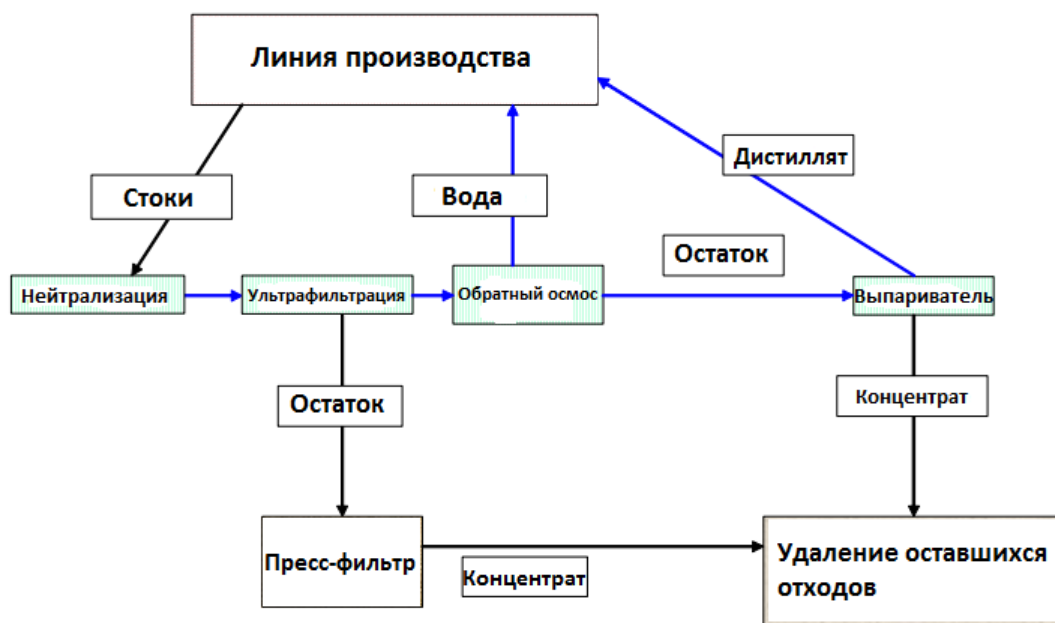 Линия производства
Дистиллят
Стоки
Вода
Остаток
Нейтрализация
Ультрафильтрация
Обратный осмос
Выпариватель
Остаток
Концентрат
Пресс-фильтр
Концентрат
Удаление оставшихся
отходов